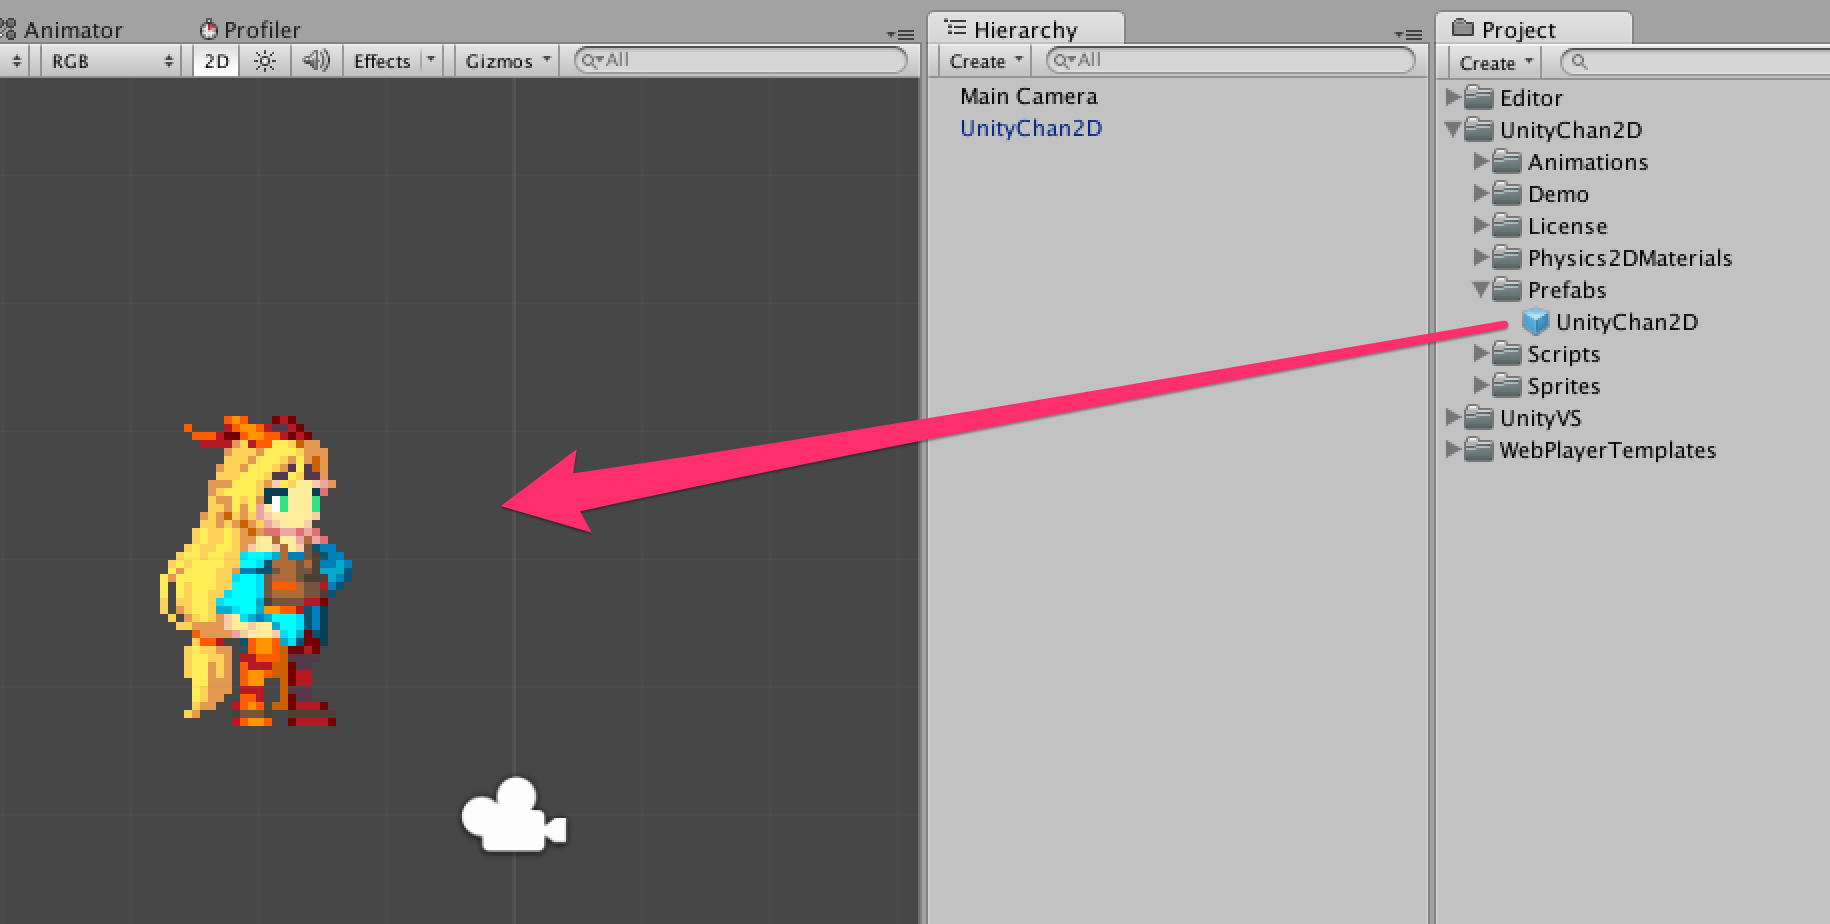 Animator
Profiler
RGB
2D
Effects
Gizmos
All
Hierarchy
Create
All
Main Camera
UnityChan2D
Project
Create
Editor
UnityChan2D
Animations
Demo
License
Physics2DMaterials
Prefabs
UnityChan2D
Scripts
Sprites
UnityVS
WebPlayerTemplates